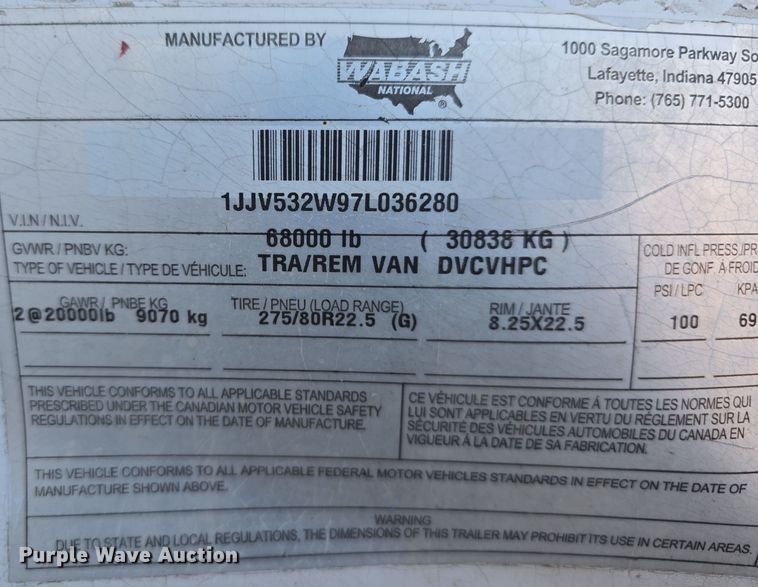 MANUFACTURED BY
WABASH
NATIONAL
®
1000 Sagamore Parkway So
Lafayette, Indiana 47905
Phone: (765) 771-5300
1JJV532W97L036280
V.I.N / N.I.V.
GVWR / PNBV KG: 68000 lb ( 30838 KG )
TYPE OF VEHICLE / TYPE DE VÉHICULE: TRA/REM VAN DVCVHPC
COLD INFL PRESS./PR
DE GONF. À FROID
PSI / LPC KPA
GAWR / PNBE KG TIRE / PNEU (LOAD RANGE) RIM / JANTE
2@20000lb 9070 kg 275/80R22.5 (G) 8.25X22.5 100 69
THIS VEHICLE CONFORMS TO ALL APPLICABLE STANDARDS
PRESCRIBED UNDER THE CANADIAN MOTOR VEHICLE SAFETY
REGULATIONS IN EFFECT ON THE DATE OF MANUFACTURE.
CE VÉHICULE EST CONFORME À TOUTES LES NORMES QUI
LUI SONT APPLICABLES EN VERTU DU RÉGLEMENT SUR LA
SÉCURITÉ DES VÉHICULES AUTOMOBILES DU CANADA EN
VIGUEUR À LA DATE DE SA FABRICATION.
THIS VEHICLE CONFORMS TO ALL APPLICABLE FEDERAL MOTOR VEHICLES STANDARDS IN EFFECT ON THE DATE OF
MANUFACTURE SHOWN ABOVE.
WARNING
DUE TO STATE AND LOCAL REGULATIONS, THE DIMENSIONS OF THIS TRAILER MAY PROHIBIT ITS USE IN CERTAIN AREAS.
Purple Wave Auction